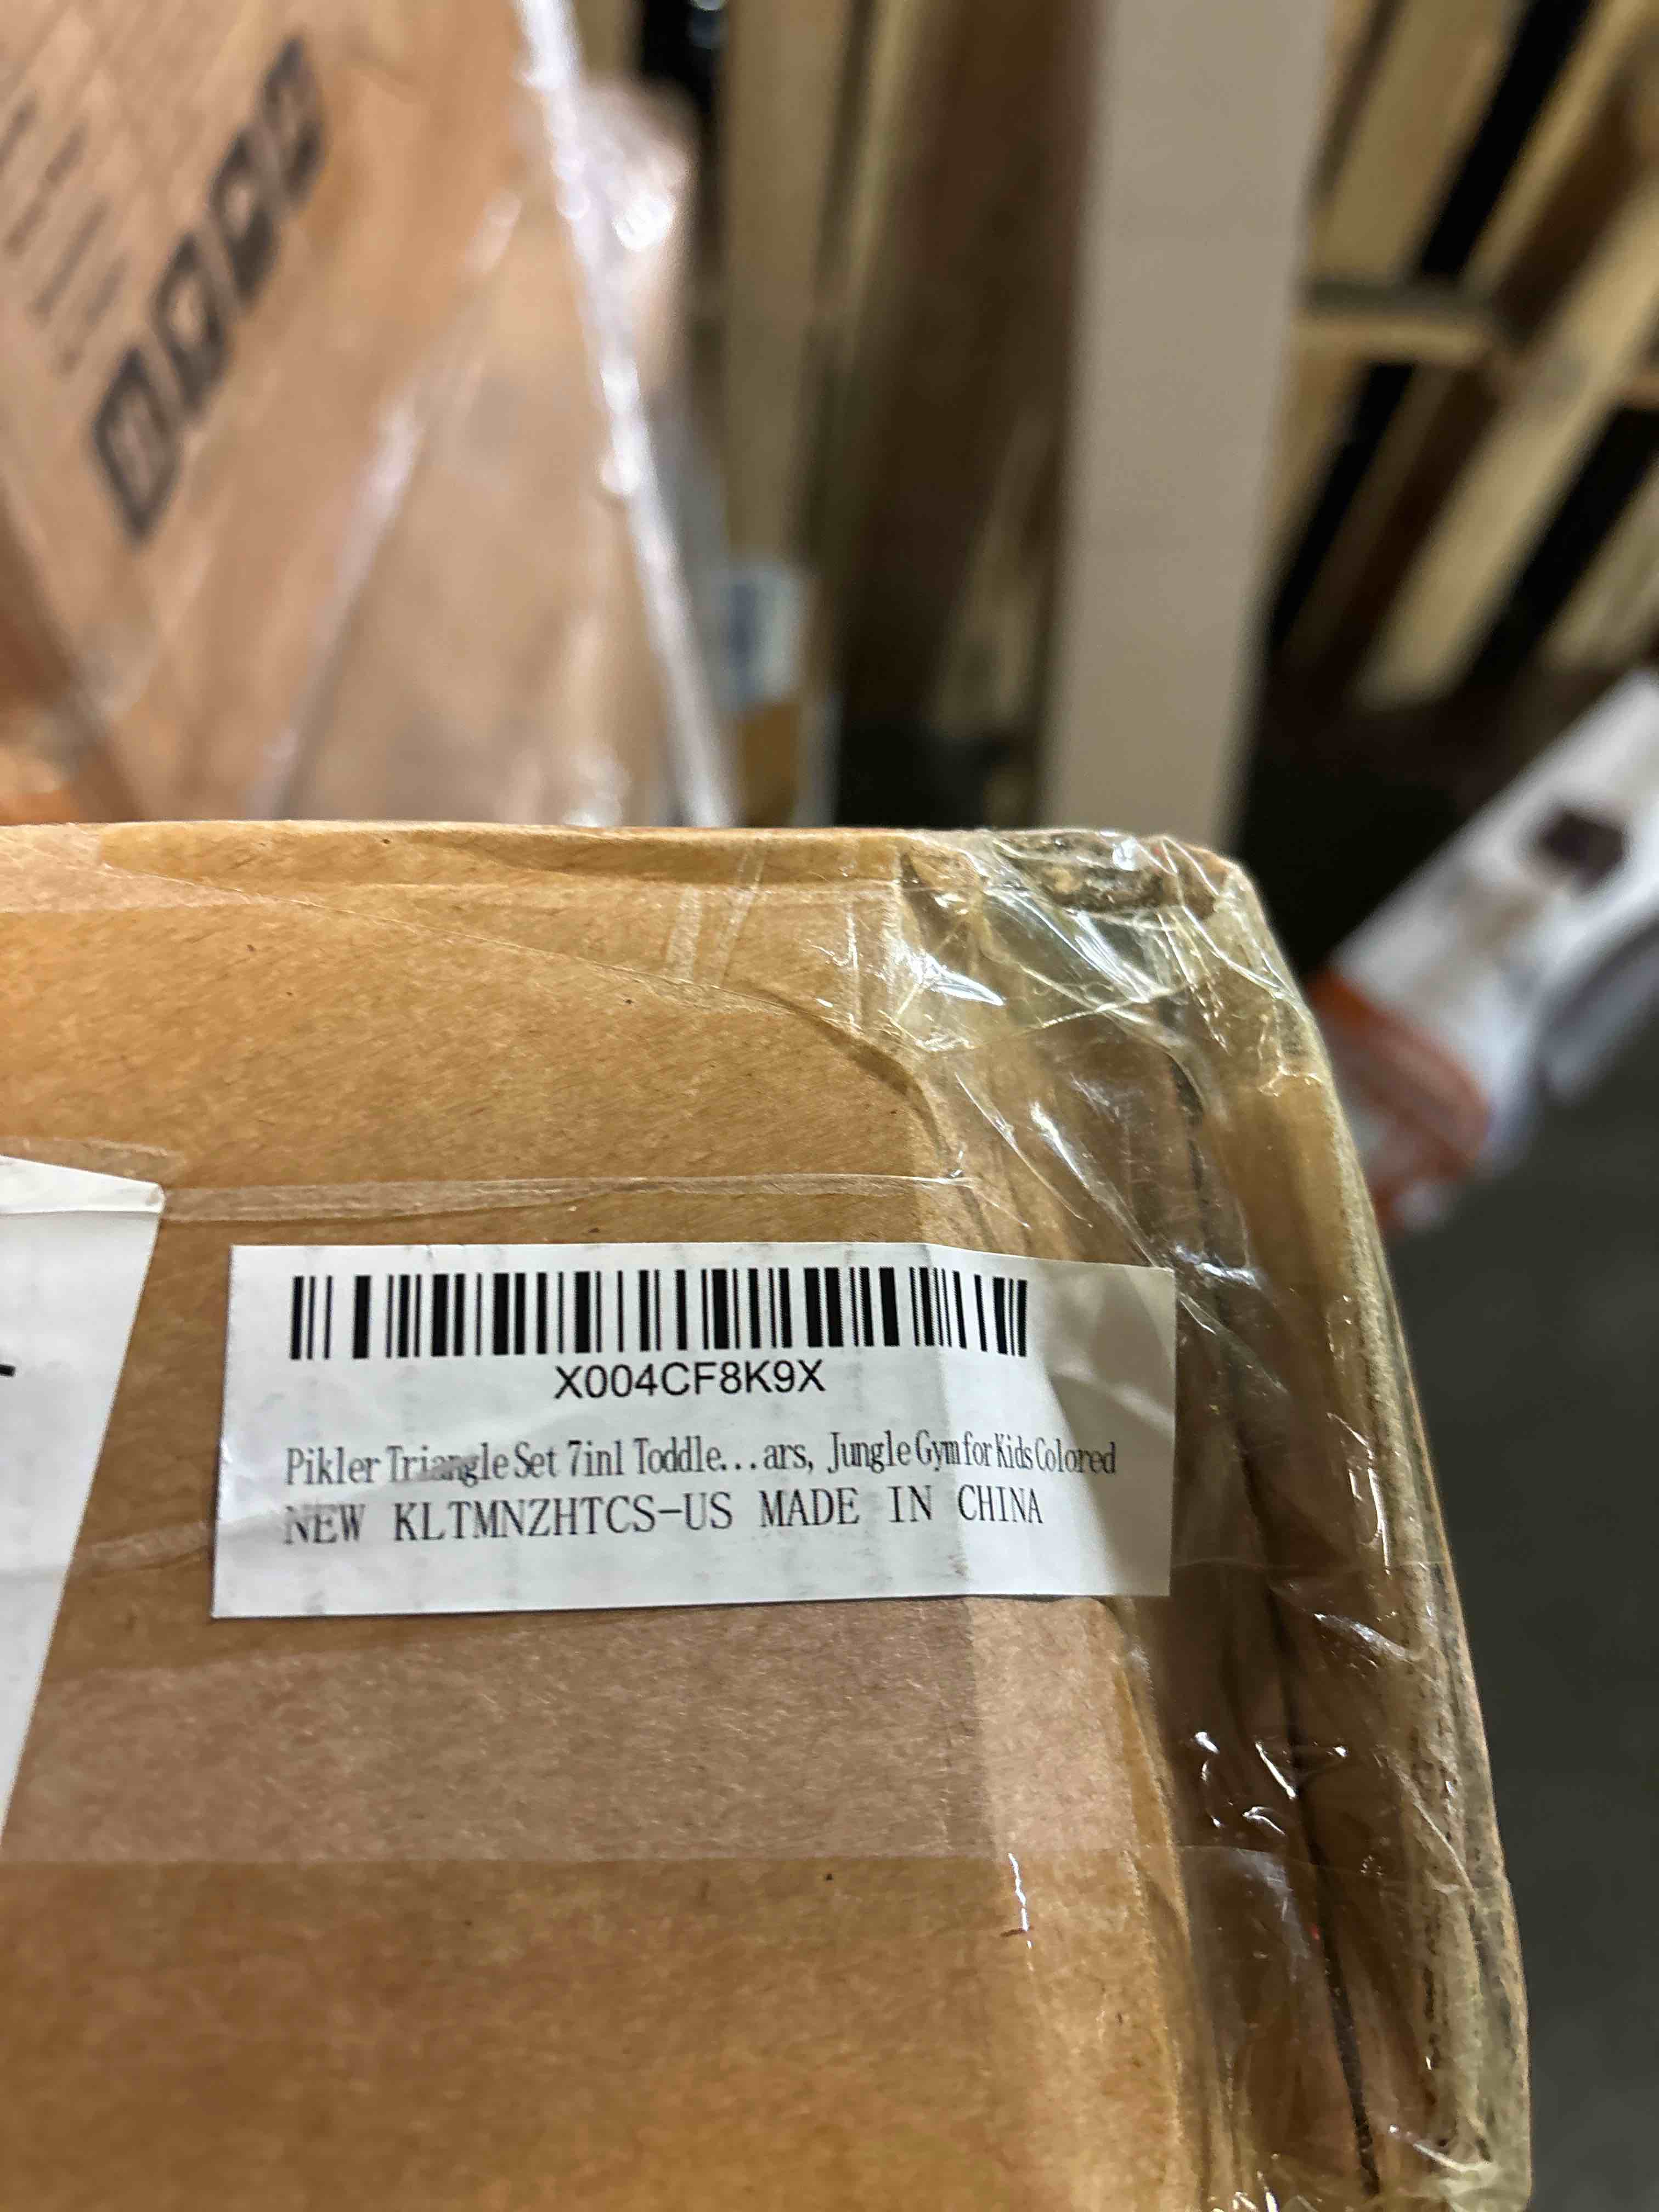 X004CF8K9X
Pikler Triangle Set 7in1 Toddle...ars, Jungle Gym for Kids Colored
NEW KLTMNZHTCS-US MADE IN CHINA